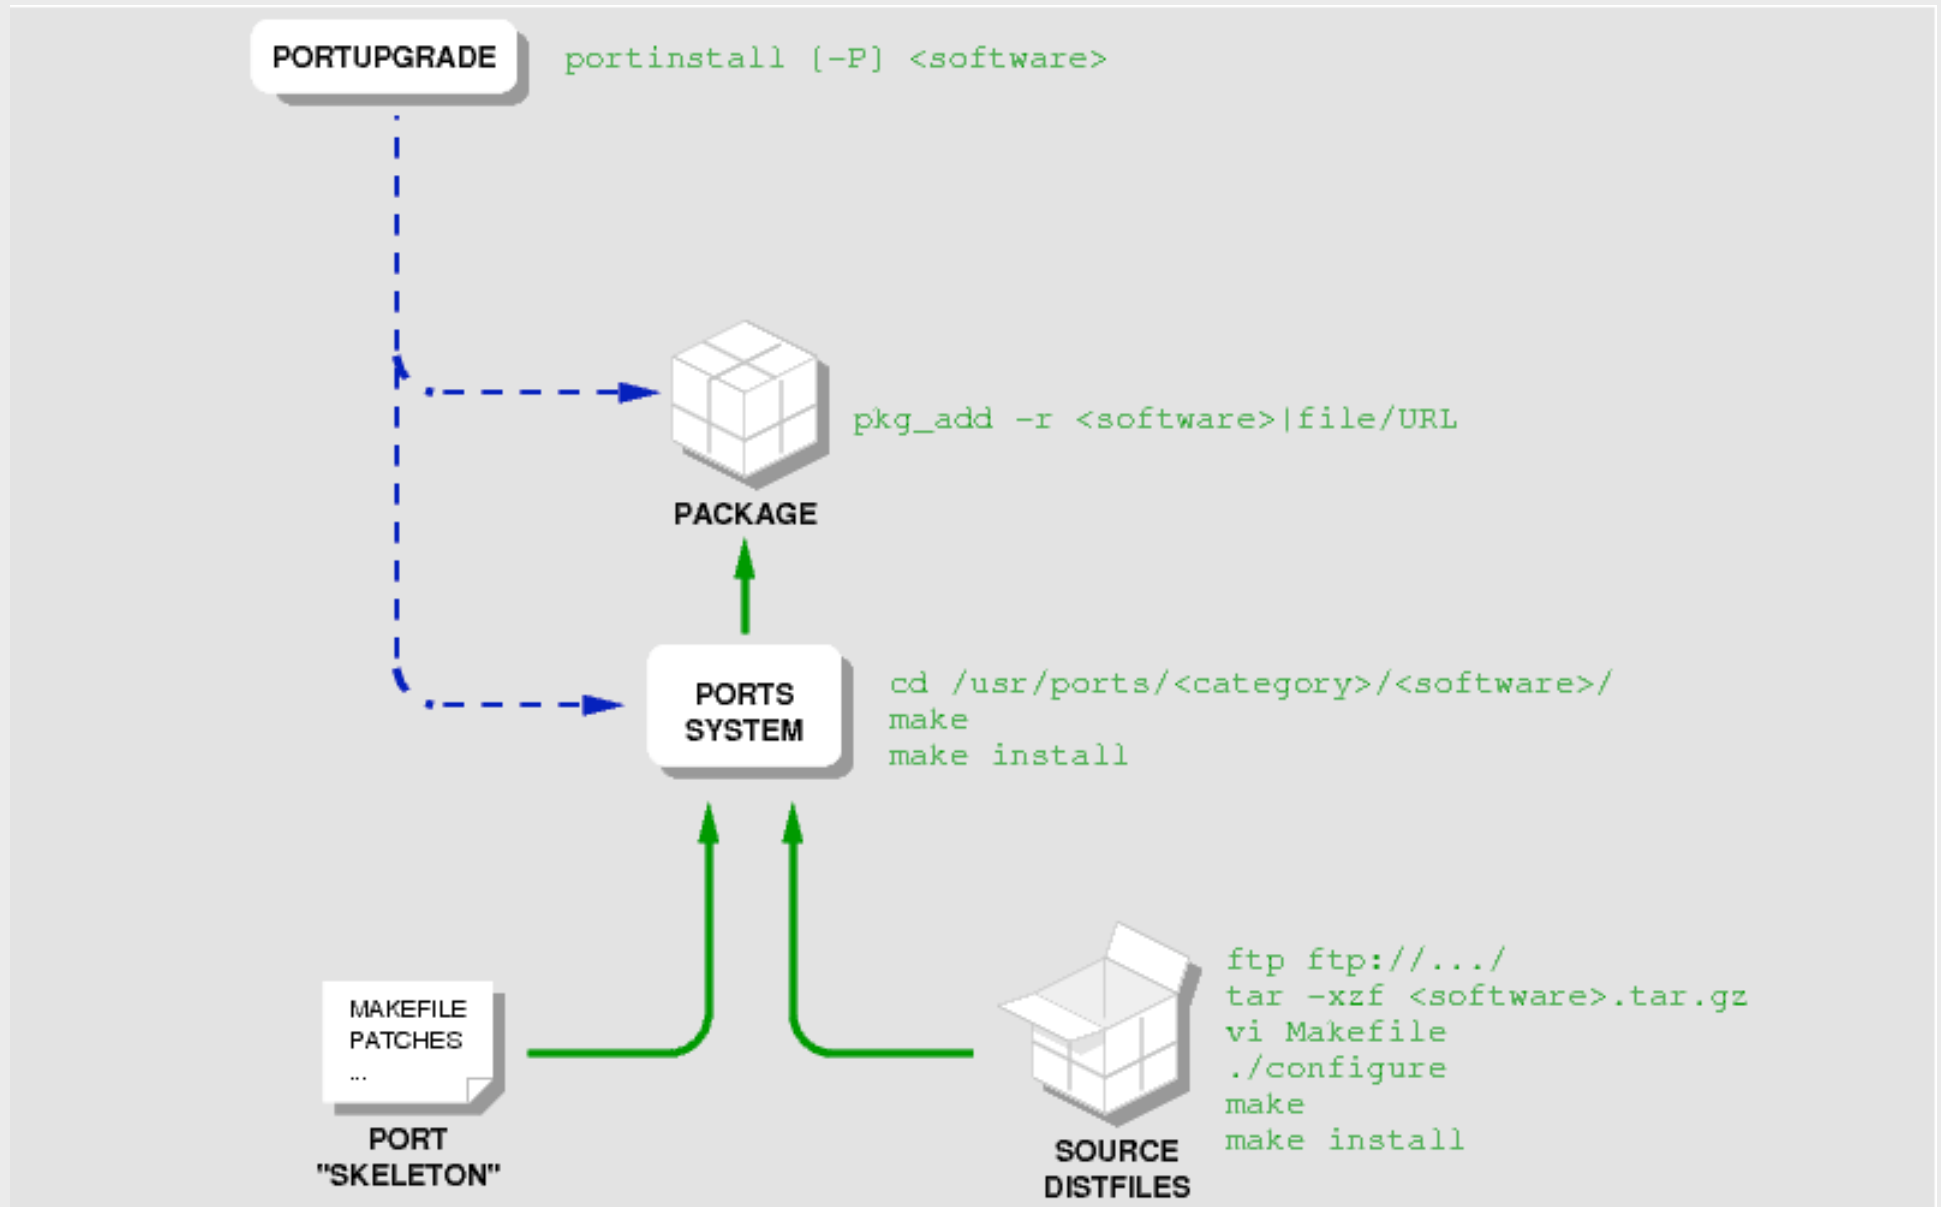 PORTUPGRADE
portinstall [-P] <software>
pkg_add -r <software>|file/URL
PACKAGE
PORTS
SYSTEM
cd /usr/ports/<category>/<software>/
make
make install
MAKEFILE
PATCHES
...
PORT
"SKELETON"
ftp ftp://.../
tar -xzf <software>.tar.gz
vi Makefile
./configure
make
make install
SOURCE
DISTFILES